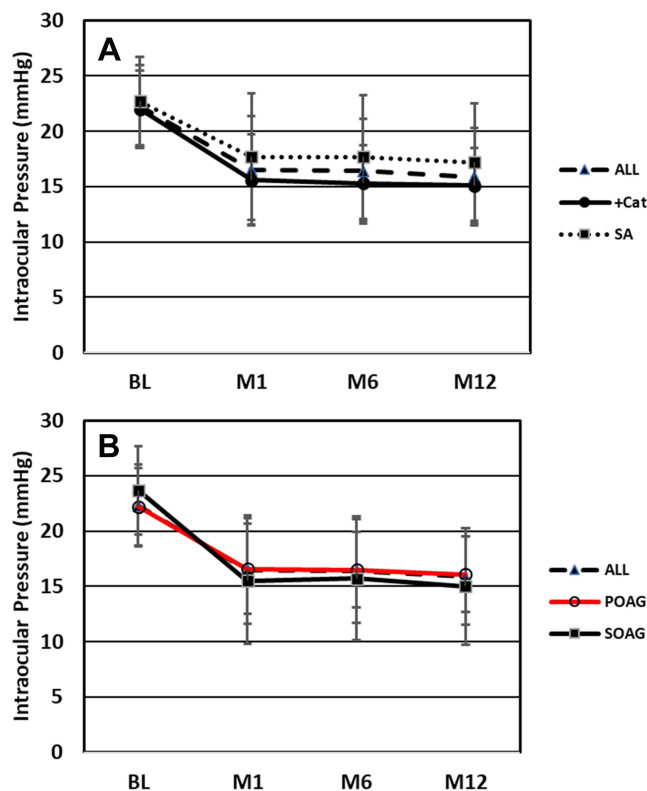 A
Intraocular Pressure (mmHg)
30
25
20
15
10
5
0
BL M1 M6 M12
ALL
+Cat
SA
B
Intraocular Pressure (mmHg)
30
25
20
15
10
5
0
BL M1 M6 M12
ALL
POAG
SOAG